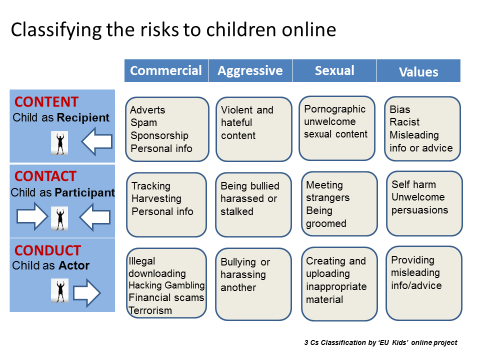 Classifying the risks to children online
Commercial Aggressive Sexual Values
CONTENT
Child as Recipient
Adverts
Spam
Sponsorship
Personal info
Violent and
hateful
content
Pornographic
unwelcome
sexual content
Bias
Racist
Misleading
info or advice
CONTACT
Child as Participant
Tracking
Harvesting
Personal info
Being bullied
harassed or
stalked
Meeting
strangers
Being
groomed
Self harm
Unwelcome
persuasions
CONDUCT
Child as Actor
Illegal
downloading
Hacking Gambling
Financial scams
Terrorism
Bullying or
harassing
another
Creating and
uploading
inappropriate
material
Providing
misleading
info/advice
3 Cs Classification by ‘EU Kids’ online project